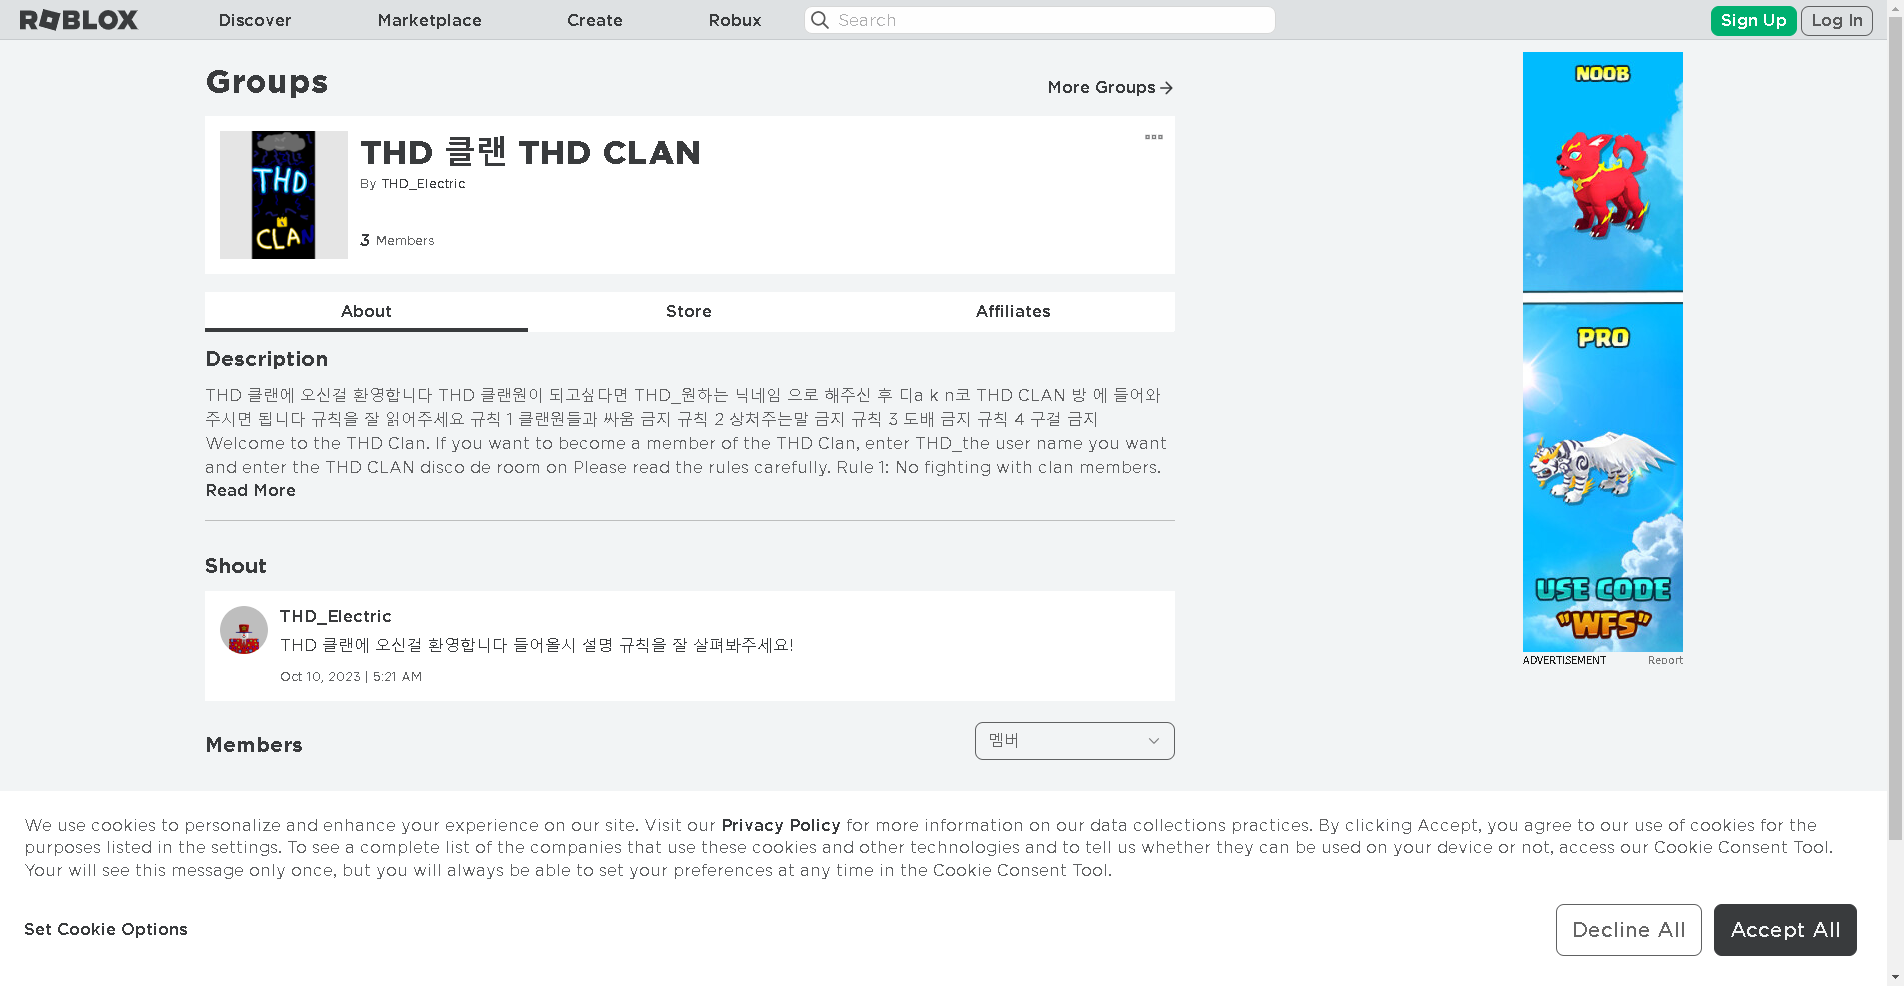 ROBLOX
Discover
Marketplace
Create
Robux
Search
Sign Up
Log In
Groups
More Groups
THD
CLAN
THD 클랜 THD CLAN
By THD_Electric
3 Members
About
Store
Affiliates
Description
THD 클랜에 오신걸 환영합니다 THD 클랜원이 되고싶다면 THD_원하는 닉네임 으로 해주신 후 디a k n코 THD CLAN 방 에 들어와
주시면 됩니다 규칙을 잘 읽어주세요 규칙 1 클랜원들과 싸움 금지 규칙 2 상처주는말 금지 규칙 3 도배 금지 규칙 4 구걸 금지
Welcome to the THD Clan. If you want to become a member of the THD Clan, enter THD_the user name you want
and enter the THD CLAN disco de room on Please read the rules carefully. Rule 1: No fighting with clan members.
Read More
Shout
THD_Electric
THD 클랜에 오신걸 환영합니다 들어올시 설명 규칙을 잘 살펴봐주세요!
Oct 10, 2023 | 5:21 AM
Members
멤버
NOOB
PRO
USE CODE
"WFS"
ADVERTISEMENT
Report
We use cookies to personalize and enhance your experience on our site. Visit our Privacy Policy for more information on our data collections practices. By clicking Accept, you agree to our use of cookies for the
purposes listed in the settings. To see a complete list of the companies that use these cookies and other technologies and to tell us whether they can be used on your device or not, access our Cookie Consent Tool.
Your will see this message only once, but you will always be able to set your preferences at any time in the Cookie Consent Tool.
Set Cookie Options
Decline All
Accept All